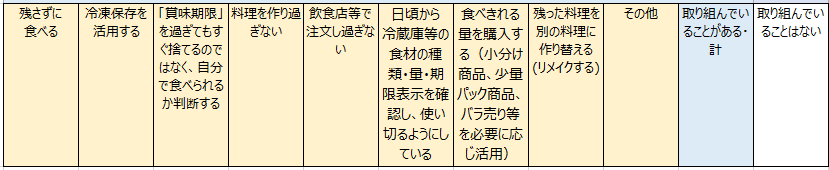 残さずに
食べる
冷凍保存を
活用する
「賞味期限」
を過ぎてもす
ぐ捨てるので
はなく、自分
で食べられる
か判断する
料理を作り過
ぎない
飲食店等で
注文し過ぎな
い
日頃から
冷蔵庫等の
食材の種
類・量・期
限表示を確
認し、使い
切るようにし
ている
食べきれる
量を購入す
る（小分け
商品、少量
パック商品、
バラ売り等
を必要に応
じ活用）
残った料理を
別の料理に
作り替える
(リメイクする)
その他
取り組んでい
ることがある・
計
取り組んでい
ることはない